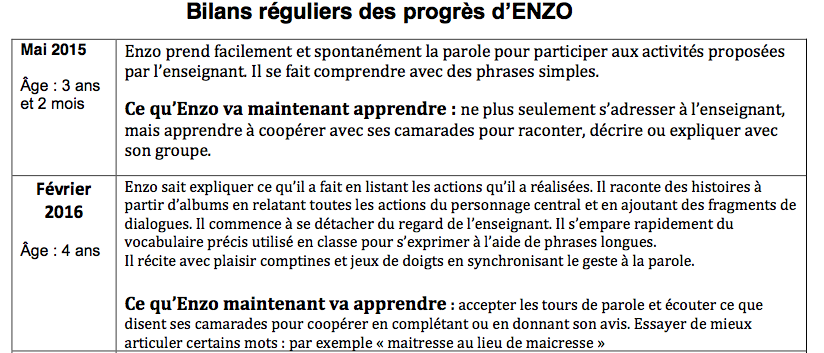 Bilans réguliers des progrès d’ENZO
Mai 2015
Âge : 3 ans
et 2 mois
Enzo prend facilement et spontanément la parole pour participer aux activités proposées
par l’enseignant. Il se fait comprendre avec des phrases simples.
Ce qu’Enzo va maintenant apprendre : ne plus seulement s’adresser à l’enseignant,
mais apprendre à coopérer avec ses camarades pour raconter, décrire ou expliquer avec
son groupe.
Février
2016
Âge : 4 ans
Enzo sait expliquer ce qu’il a fait en listant les actions qu’il a réalisées. Il raconte des histoires à
partir d’albums en relatant toutes les actions du personnage central et en ajoutant des fragments de
dialogues. Il commence à se détacher du regard de l’enseignant. Il s’empare rapidement du
vocabulaire précis utilisé en classe pour s’exprimer à l’aide de phrases longues.
Il récite avec plaisir comptines et jeux de doigts en synchronisant le geste à la parole.
Ce qu’Enzo maintenant va apprendre : accepter les tours de parole et écouter ce que
disent ses camarades pour coopérer en complétant ou en donnant son avis. Essayer de mieux
articuler certains mots : par exemple « maitresse au lieu de maicresse »